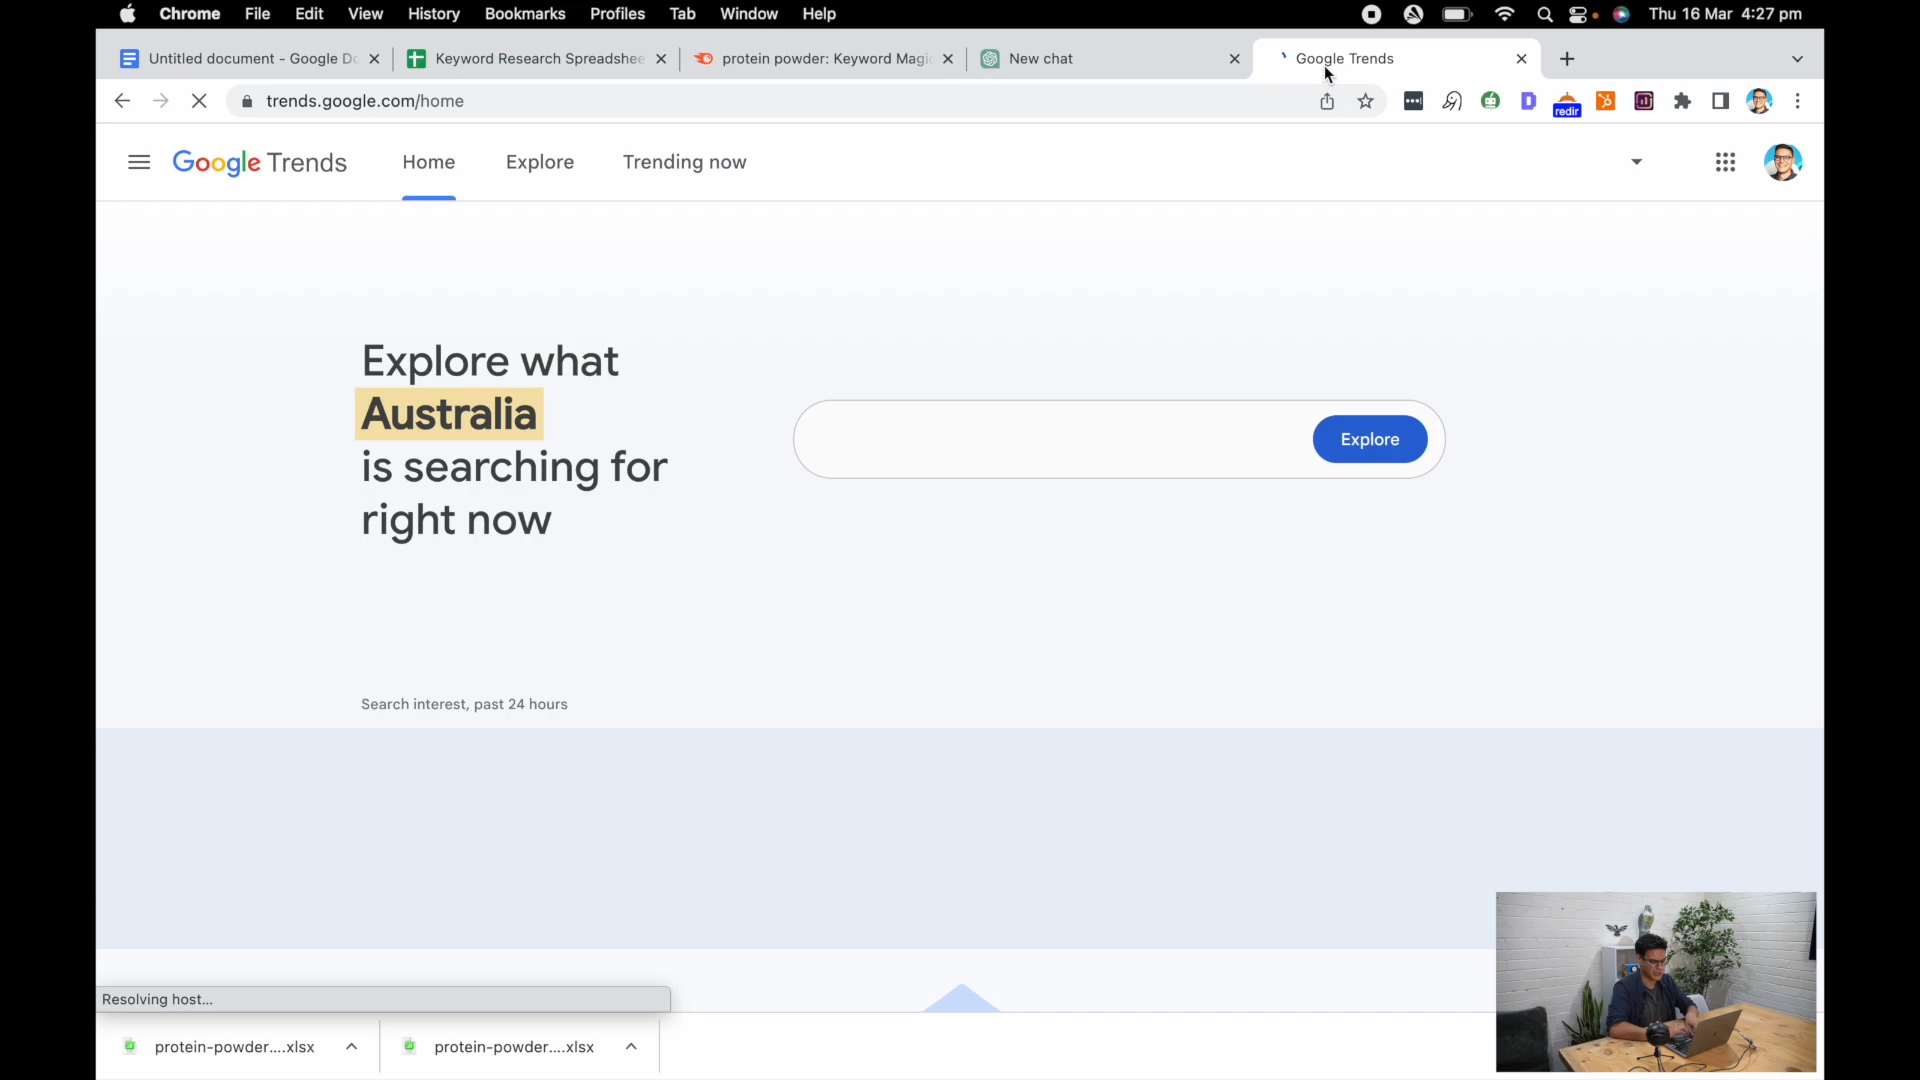 Chrome File Edit View History Bookmarks Profiles Tab Window Help Thu 16 Mar 4:27 pm
Untitled document - Google Do Keyword Research Spreadshee protein powder: Keyword Magi New chat Google Trends
trends.google.com/home redir
Google Trends Home Explore Trending now
Explore what
Australia
is searching for
right now
Explore
Search interest, past 24 hours
Resolving host...
protein-powder....xlsx protein-powder....xlsx